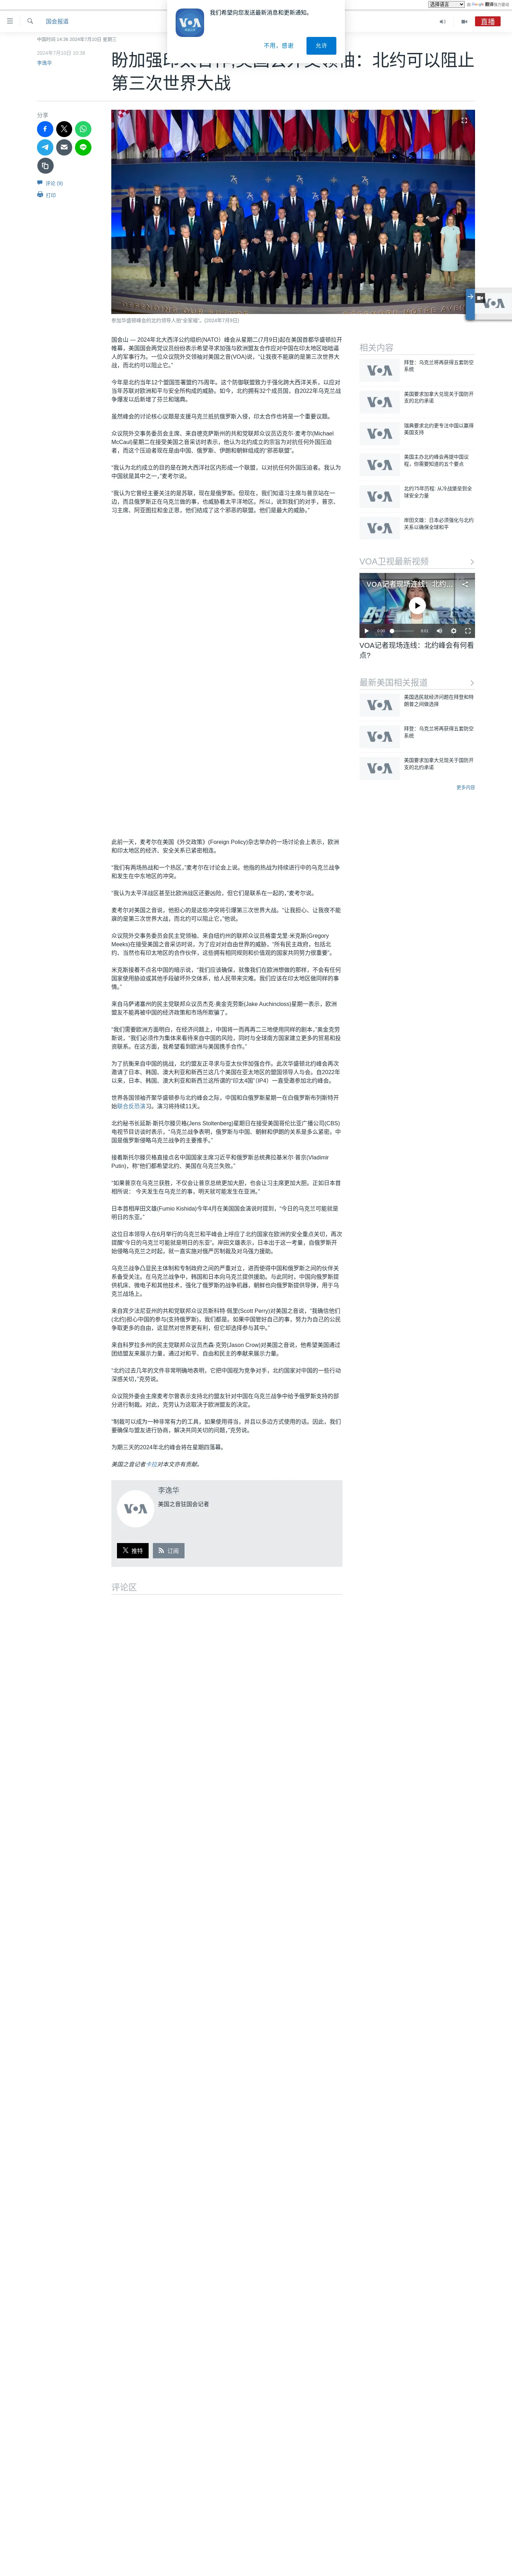 选择语言
由 Google 翻译强力驱动
国会报道
直播
我们希望向您发送最新消息和更新通知。
不用，感谢
允许
中国时间 14:36 2024年7月10日 星期三
2024年7月10日 10:38
李逸华
第三次世界大战
分享
评论 (9)
打印
参加华盛顿峰会的北约领导人拍“全家福”。(2024年7月9日)
国会山 — 2024年北大西洋公约组织(NATO）峰会从星期二(7月9日)起在美国首都华盛顿拉开
帷幕，美国国会两党议员纷纷表示希望寻求加强与欧洲盟友合作应对中国在印太地区咄咄逼
人的军事行为。一位众议院外交领袖对美国之音(VOA)说，“让我夜不能寐的是第三次世界大
战，而北约可以阻止它。”
今年是北约当年12个盟国签署盟约75周年。这个防御联盟致力于强化跨大西洋关系，以应对
当年苏联对欧洲和平与安全所构成的威胁。如今，北约拥有32个成员国，自2022年乌克兰战
争爆发以后新增了芬兰和瑞典。
虽然峰会的讨论核心议题是支援乌克兰抵抗俄罗斯入侵，印太合作也将是一个重要议题。
众议院外交事务委员会主席、来自德克萨斯州的共和党联邦众议员迈克尔·麦考尔(Michael
McCaul)星期二在接受美国之音采访时表示，他认为北约成立的宗旨为对抗任何外国压迫
者，而这个压迫者现在是由中国、俄罗斯、伊朗和朝鲜组成的“邪恶联盟”。
“我认为北约成立的目的是在跨大西洋社区内形成一个联盟，以对抗任何外国压迫者。我认为
中国就是其中之一，”麦考尔说。
“我认为它曾经主要关注的是苏联，现在是俄罗斯。但现在，我们知道习主席与普京站在一
边，而且俄罗斯正在乌克兰做的事，也威胁着太平洋地区。所以，说到我们的对手，普京、
习主席、阿亚图拉和金正恩，他们结成了这个邪恶的联盟。他们是最大的威胁。”
此前一天，麦考尔在美国《外交政策》(Foreign Policy)杂志举办的一场讨论会上表示，欧洲
和印太地区的经济、安全关系已紧密相连。
“我们有两场热战和一个热区，”麦考尔在讨论会上说，他指的热战为持续进行中的乌克兰战争
和发生在中东地区的冲突。
“我认为太平洋战区甚至比欧洲战区还要凶险，但它们是联系在一起的，”麦考尔说。
麦考尔对美国之音说，他担心的是这些冲突将引爆第三次世界大战。“让我担心、让我夜不能
寐的是第三次世界大战，而北约可以阻止它，”他说。
众议院外交事务委员会民主党领袖、来自纽约州的联邦众议员格雷戈里·米克斯(Gregory
Meeks)在接受美国之音采访时说，为了应对对自由世界的威胁，“所有民主政府，包括北
约、当然也有印太地区的合作伙伴，这些拥有相同规则和价值观的国家共同努力很重要”。
米克斯接着不点名中国的暗示说，“我们应该确保，就像我们在欧洲想做的那样，不会有任何
国家使用胁迫或其他手段破坏外交体系，给人民带来灾难。我们应该在印太地区做同样的事
情。”
来自马萨诸塞州的民主党联邦众议员杰克·奥金克劳斯(Jake Auchincloss)星期一表示，欧洲
盟友不能再被中国的经济政策和市场所欺骗了。
“我们需要欧洲方面明白，在经济问题上，中国将一而再再二三地使用同样的剧本，”奥金克劳
斯说，“我们必须作为集体来看待来自中国的风险，同时与全球南方国家建立更多的贸易和投
资联系。在这方面，我希望看到欧洲与美国携手合作。”
为了抗衡来自中国的挑战，北约盟友正寻求与亚太伙伴加强合作。此次华盛顿北约峰会再次
邀请了日本、韩国、澳大利亚和新西兰这几个美国在亚太地区的盟国领导人与会。自2022年
以来，日本、韩国、澳大利亚和新西兰这所谓的“印太4国”（IP4）一直受邀参加北约峰会。
世界各国领袖齐聚华盛顿参与北约峰会之际，中国和白俄罗斯星期一在白俄罗斯布列斯特开
始联合反恐演习。演习将持续11天。
北约秘书长延斯·斯托尔滕贝格(Jens Stoltenberg)星期日在接受美国哥伦比亚广播公司(CBS)
电视节目访谈时表示，“乌克兰战争表明，俄罗斯与中国、朝鲜和伊朗的关系是多么紧密。中
国是俄罗斯侵略乌克兰战争的主要推手。”
接着斯托尔滕贝格直接点名中国国家主席习近平和俄罗斯总统弗拉基米尔·普京(Vladimir
Putin)，称“他们都希望北约、美国在乌克兰失败。”
“如果普京在乌克兰获胜，不仅会让普京总统更加大胆，也会让习主席更加大胆。正如日本首
相所说： 今天发生在乌克兰的事，明天就可能发生在亚洲。”
日本首相岸田文雄(Fumio Kishida)今年4月在美国国会演说时提到，“今日的乌克兰可能就是
明日的东亚。”
这位日本领导人在6月举行的乌克兰和平峰会上呼应了北约国家在欧洲的安全重点关切，再次
提醒“今日的乌克兰可能就是明日的东亚”。岸田文雄表示，日本出于这一考量，自俄罗斯开
始侵略乌克兰之时起，就一直实施对俄严厉制裁及对乌强力援助。
乌克兰战争凸显民主体制和专制政府之间的严重对立，进而使得中国和俄罗斯之间的伙伴关
系备受关注。在乌克兰战争中，韩国和日本向乌克兰提供援助。与此同时，中国向俄罗斯提
供机床、微电子和其他技术，强化了俄罗斯的战争机器，朝鲜也向俄罗斯提供导弹，用于乌
克兰战场上。
来自宾夕法尼亚州的共和党联邦众议员斯科特·佩里(Scott Perry)对美国之音说，“我确信他们
(北约)担心中国的参与(支持俄罗斯)，我们都是。如果中国管好自己的事，努力为自己的公民
争取更多的自由，这显然对世界更有利，但它却选择参与其中。”
来自科罗拉多州的民主党联邦众议员杰森·克劳(Jason Crow)对美国之音说，他希望美国通过
团结盟友来展示力量，通过对和平、自由和民主的奉献来展示力量。
“北约过去几年的文件非常明确地表明，它把中国视为竞争对手，北约国家对中国的一些行动
深感关切，”克劳说。
众议院外委会主席麦考尔曾表示支持北约盟友针对中国在乌克兰战争中给予俄罗斯支持的部
分进行制裁。对此，克劳认为这取决于欧洲盟友的决定。
“制裁可以成为一种非常有力的工具，如果使用得当，并且以多边方式使用的话。因此，我们
要确保与盟友进行协商，解决共同关切的问题，”克劳说。
为期三天的2024年北约峰会将在星期四落幕。
美国之音记者卡拉对本文亦有贡献。
李逸华
美国之音驻国会记者
推特
订阅
评论区
相关内容
拜登：乌克兰将再获得五套防空
系统
美国要求加拿大兑现关于国防开
支的北约承诺
瑞典要求北约更专注中国以赢得
美国支持
美国主办北约峰会再提中国议
程，你需要知道的五个要点
北约75年历程: 从冷战堡垒到全
球安全力量
岸田文雄：日本必须强化与北约
关系以确保全球和平
VOA卫视最新视频
VOA记者现场连线：北约…
0:00
9:01
VOA记者现场连线：北约峰会有何看
点?
最新美国相关报道
美国选民就经济问题在拜登和特
朗普之间做选择
拜登：乌克兰将再获得五套防空
系统
美国要求加拿大兑现关于国防开
支的北约承诺
更多内容